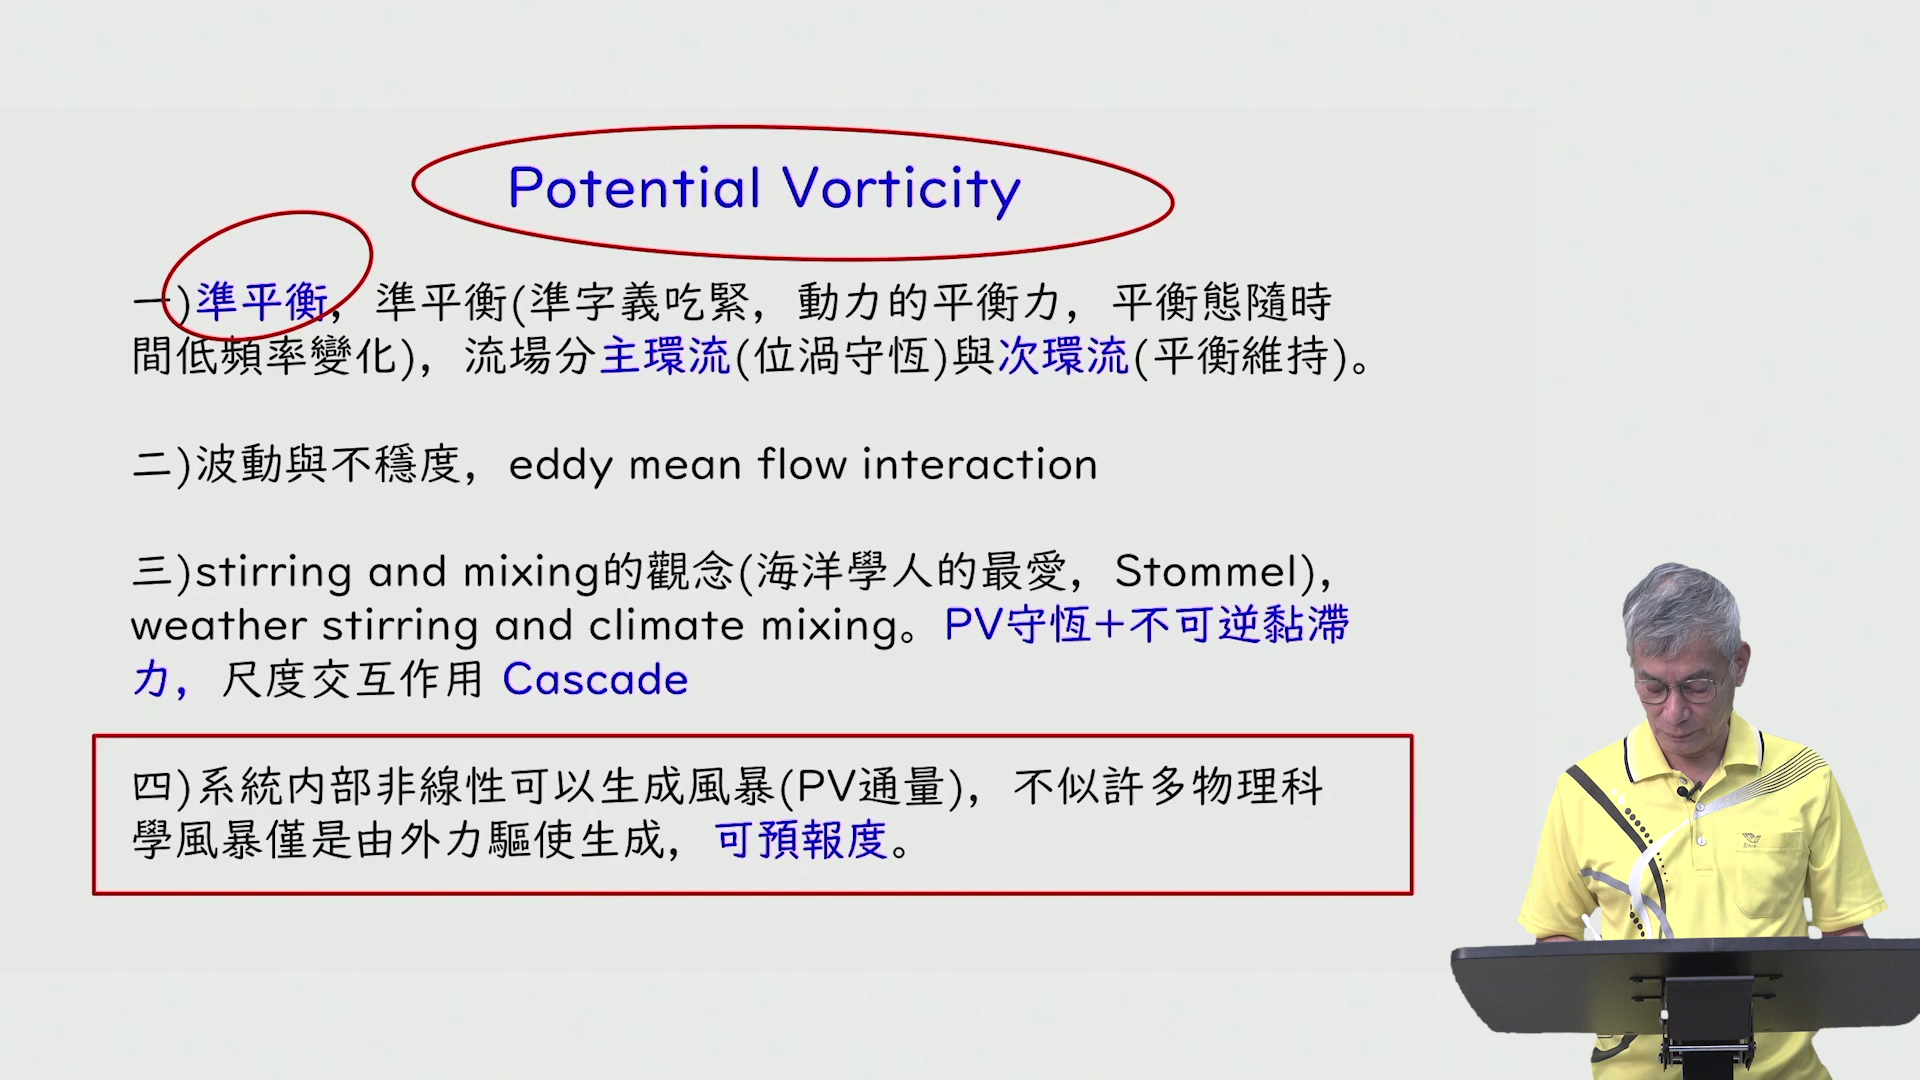 Potential Vorticity
一)準平衡，準平衡(準字義吃緊，動力的平衡力，平衡態隨時
間低頻率變化)，流場分主環流(位渦守恆)與次環流(平衡維持)。
二)波動與不穩度，eddy mean flow interaction
三)stirring and mixing的觀念(海洋學人的最愛，Stommel)，
weather stirring and climate mixing。PV守恆+不可逆黏滯
力，尺度交互作用 Cascade
四)系統內部非線性可以生成風暴(PV通量)，不似許多物理科
學風暴僅是由外力驅使生成，可預報度。